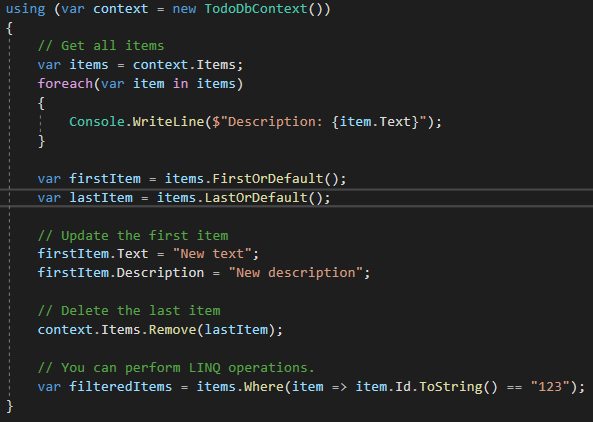 using (var context = new TodoDbContext())
{
    // Get all items
    var items = context.Items;
    foreach(var item in items)
    {
        Console.WriteLine($"Description: {item.Text}");
    }

    var firstItem = items.FirstOrDefault();
    var lastItem = items.LastOrDefault();

    // Update the first item
    firstItem.Text = "New text";
    firstItem.Description = "New description";

    // Delete the last item
    context.Items.Remove(lastItem);

    // You can perform LINQ operations.
    var filteredItems = items.Where(item => item.Id.ToString() == "123");
}